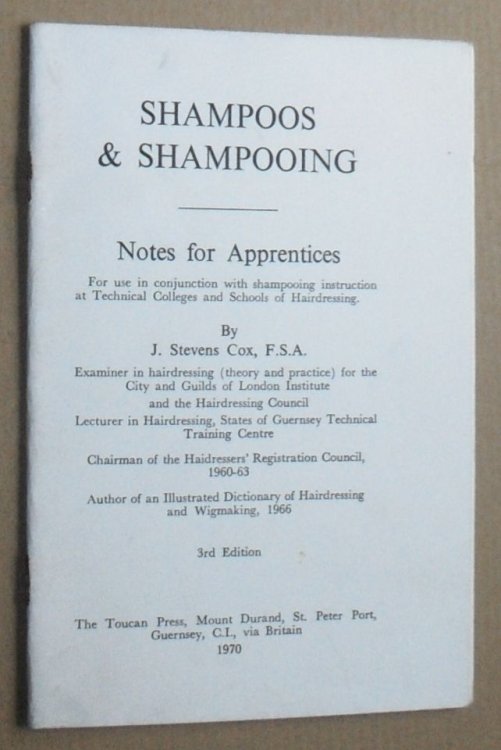 SHAMPOOS
& SHAMPOOING
Notes for Apprentices
For use in conjunction with shampooing instruction
at Technical Colleges and Schools of Hairdressing.
By
J. Stevens Cox, F.S.A.
Examiner in hairdressing (theory and practice) for the
City and Guilds of London Institute
and the Hairdressing Council
Lecturer in Hairdressing, States of Guernsey Technical
Training Centre
Chairman of the Haidressers' Registration Council,
1960-63
Author of an Illustrated Dictionary of Hairdressing
and Wigmaking, 1966
3rd Edition
The Toucan Press, Mount Durand, St. Peter Port,
Guernsey, C.I., via Britain
1970